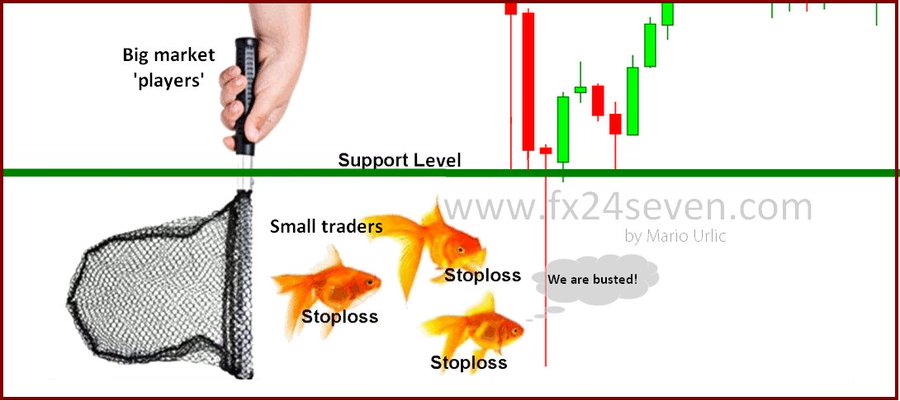 Big market
'players'
Support Level
www.fx24seven.com
by Mario Urlic
Small traders
Stoploss
We are busted!
Stoploss
Stoploss